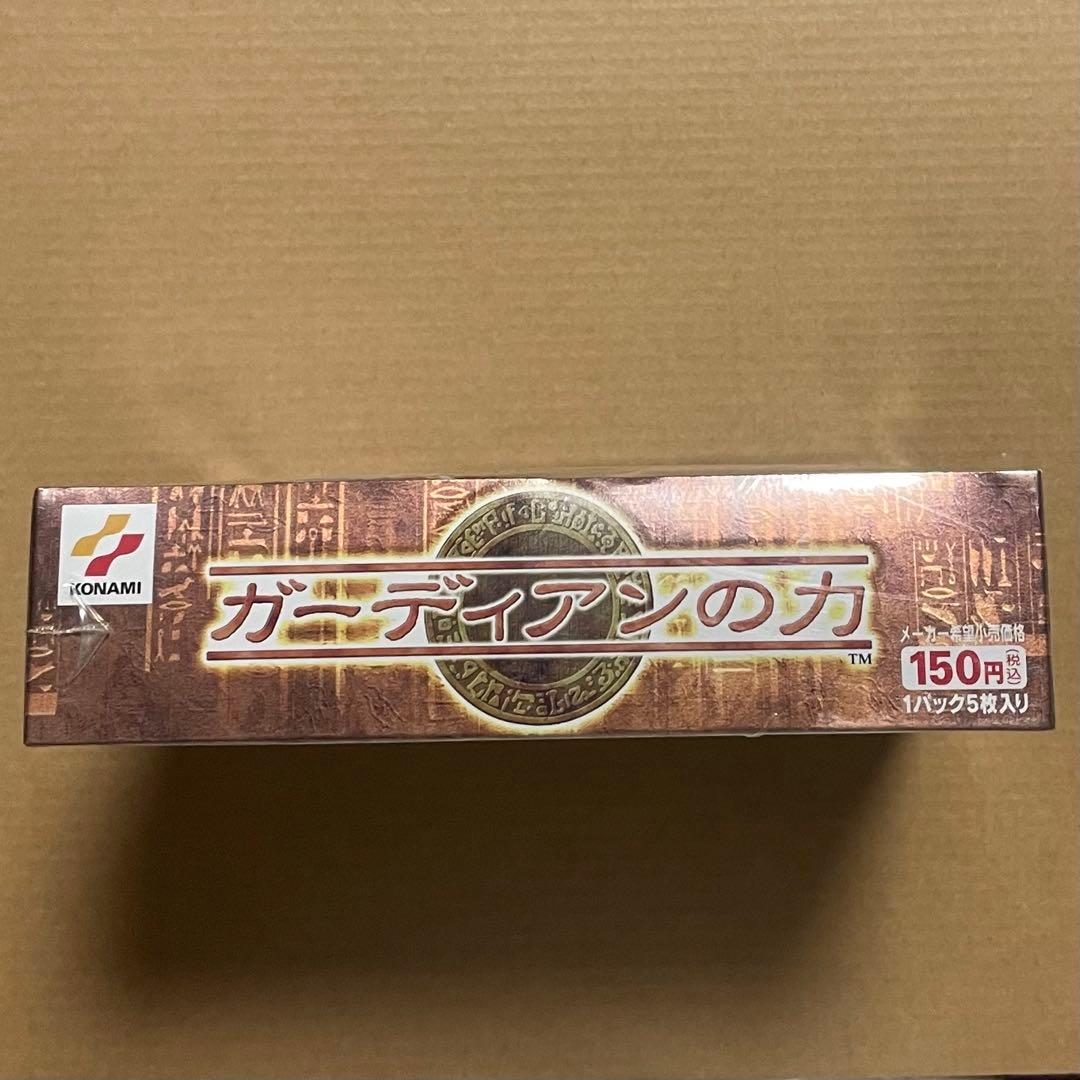 KONAMI
ガーディアンの力
TM
メーカー希望小売価格
150円(税込)
1パック5枚入り